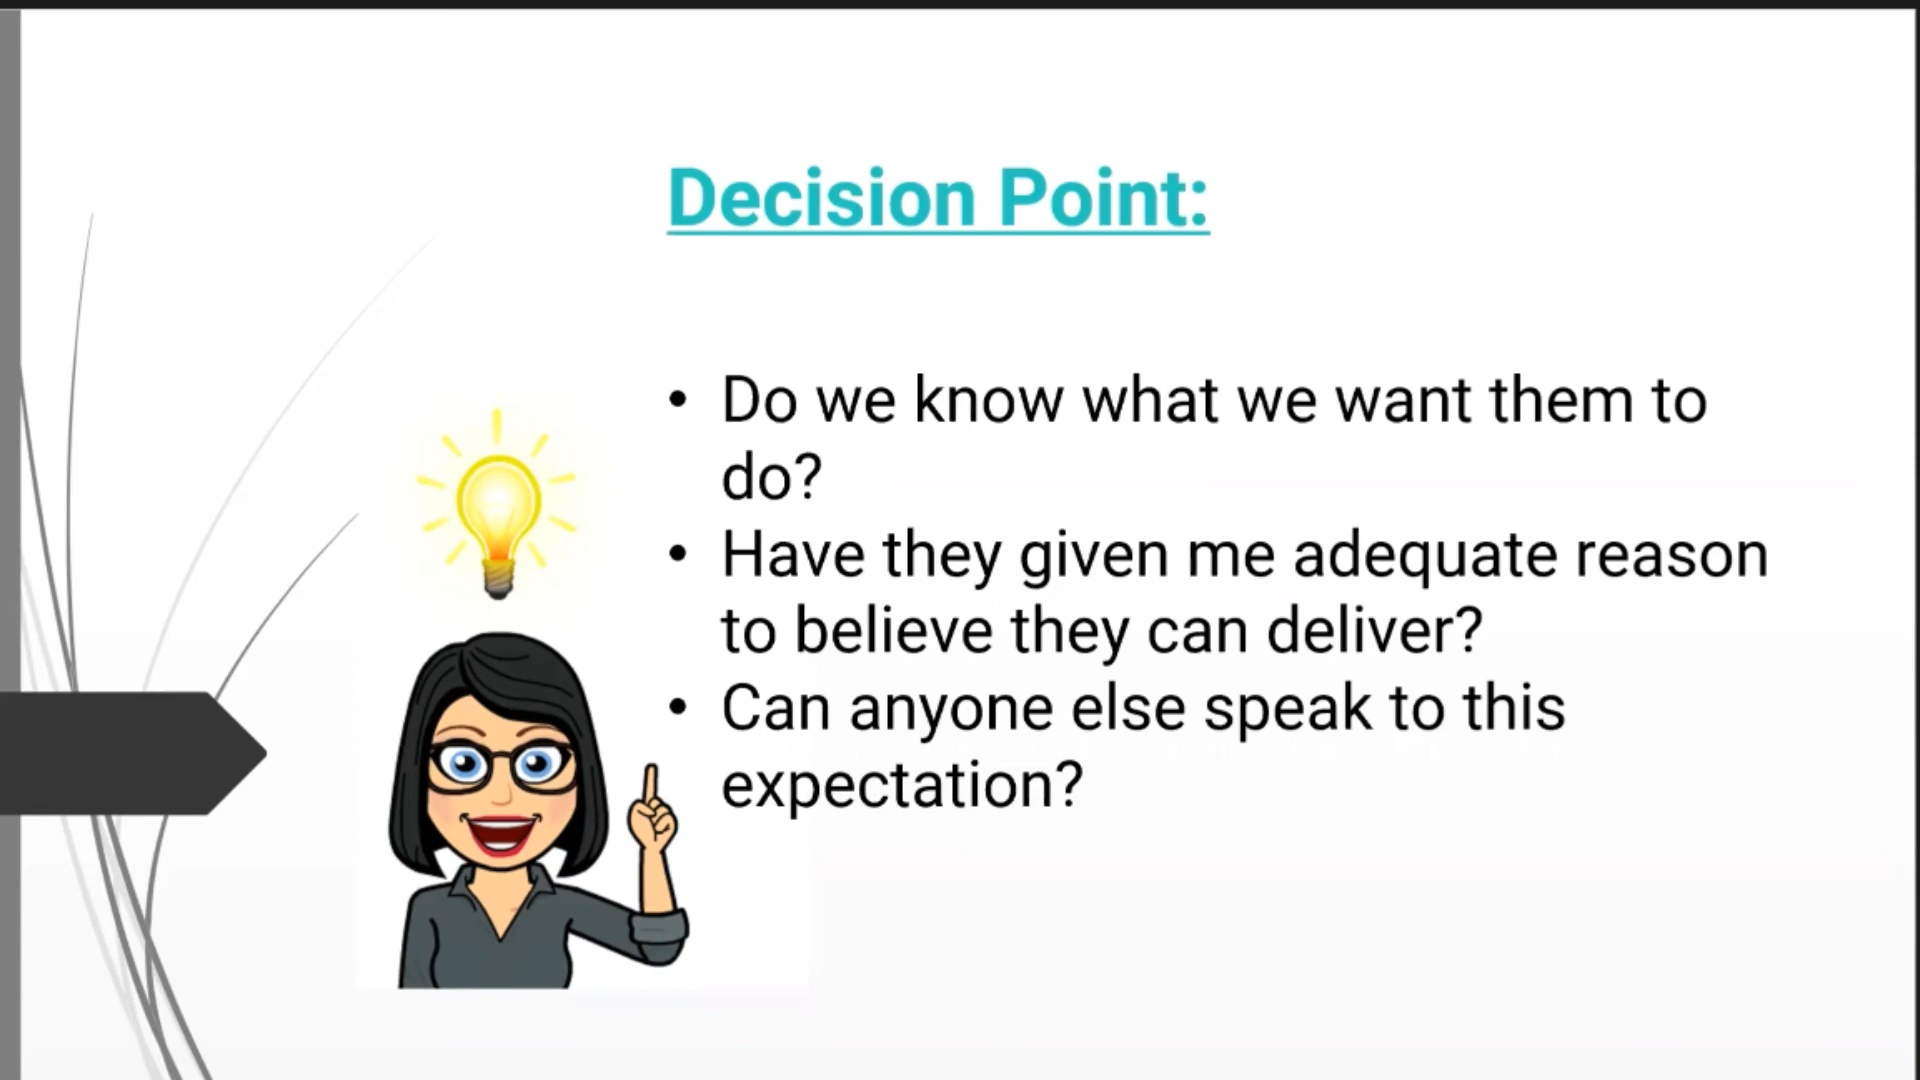 Decision Point:
• Do we know what we want them to
do?
• Have they given me adequate reason
to believe they can deliver?
• Can anyone else speak to this
expectation?